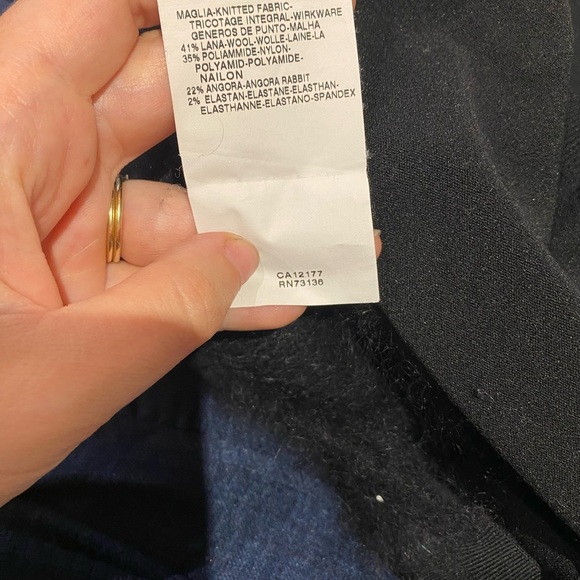 MAGLIA-KNITTED FABRIC-
TRICOTAGE INTEGRAL-WIRKWARE
GENEROS DE PUNTO-MALHA
41% LANA-WOOL-WOLLE-LAINE-LA
35% POLIAMMIDE-NYLON-
POLYAMID-POLYAMIDE-
NAILON
22% ANGORA-ANGORA RABBIT
2% ELASTAN-ELASTANE-ELASTHAN-
ELASTHANNE-ELASTANO-SPANDEX
CA12177
RN73136